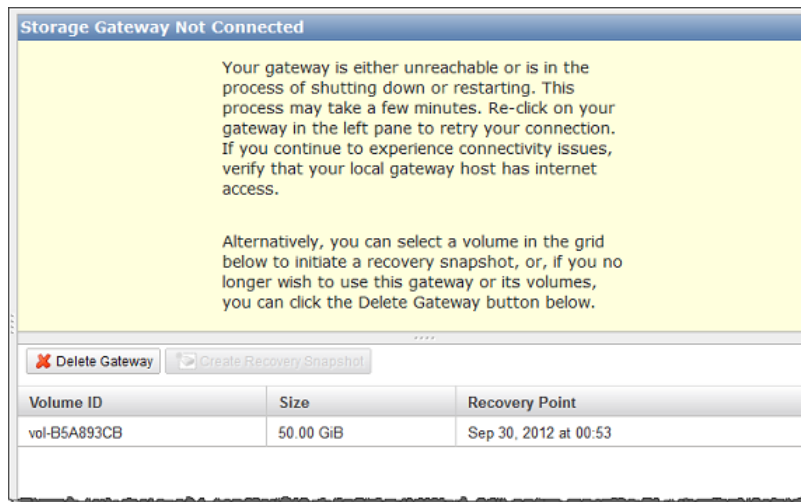 Storage Gateway Not Connected
Your gateway is either unreachable or is in the
process of shutting down or restarting. This
process may take a few minutes. Re-click on your
gateway in the left pane to retry your connection.
If you continue to experience connectivity issues,
verify that your local gateway host has internet
access.
Alternatively, you can select a volume in the grid
below to initiate a recovery snapshot, or, if you no
longer wish to use this gateway or its volumes,
you can click the Delete Gateway button below.
Delete Gateway Create Recovery Snapshot
Volume ID Size Recovery Point
vol-B5A893CB 50.00 GiB Sep 30, 2012 at 00:53